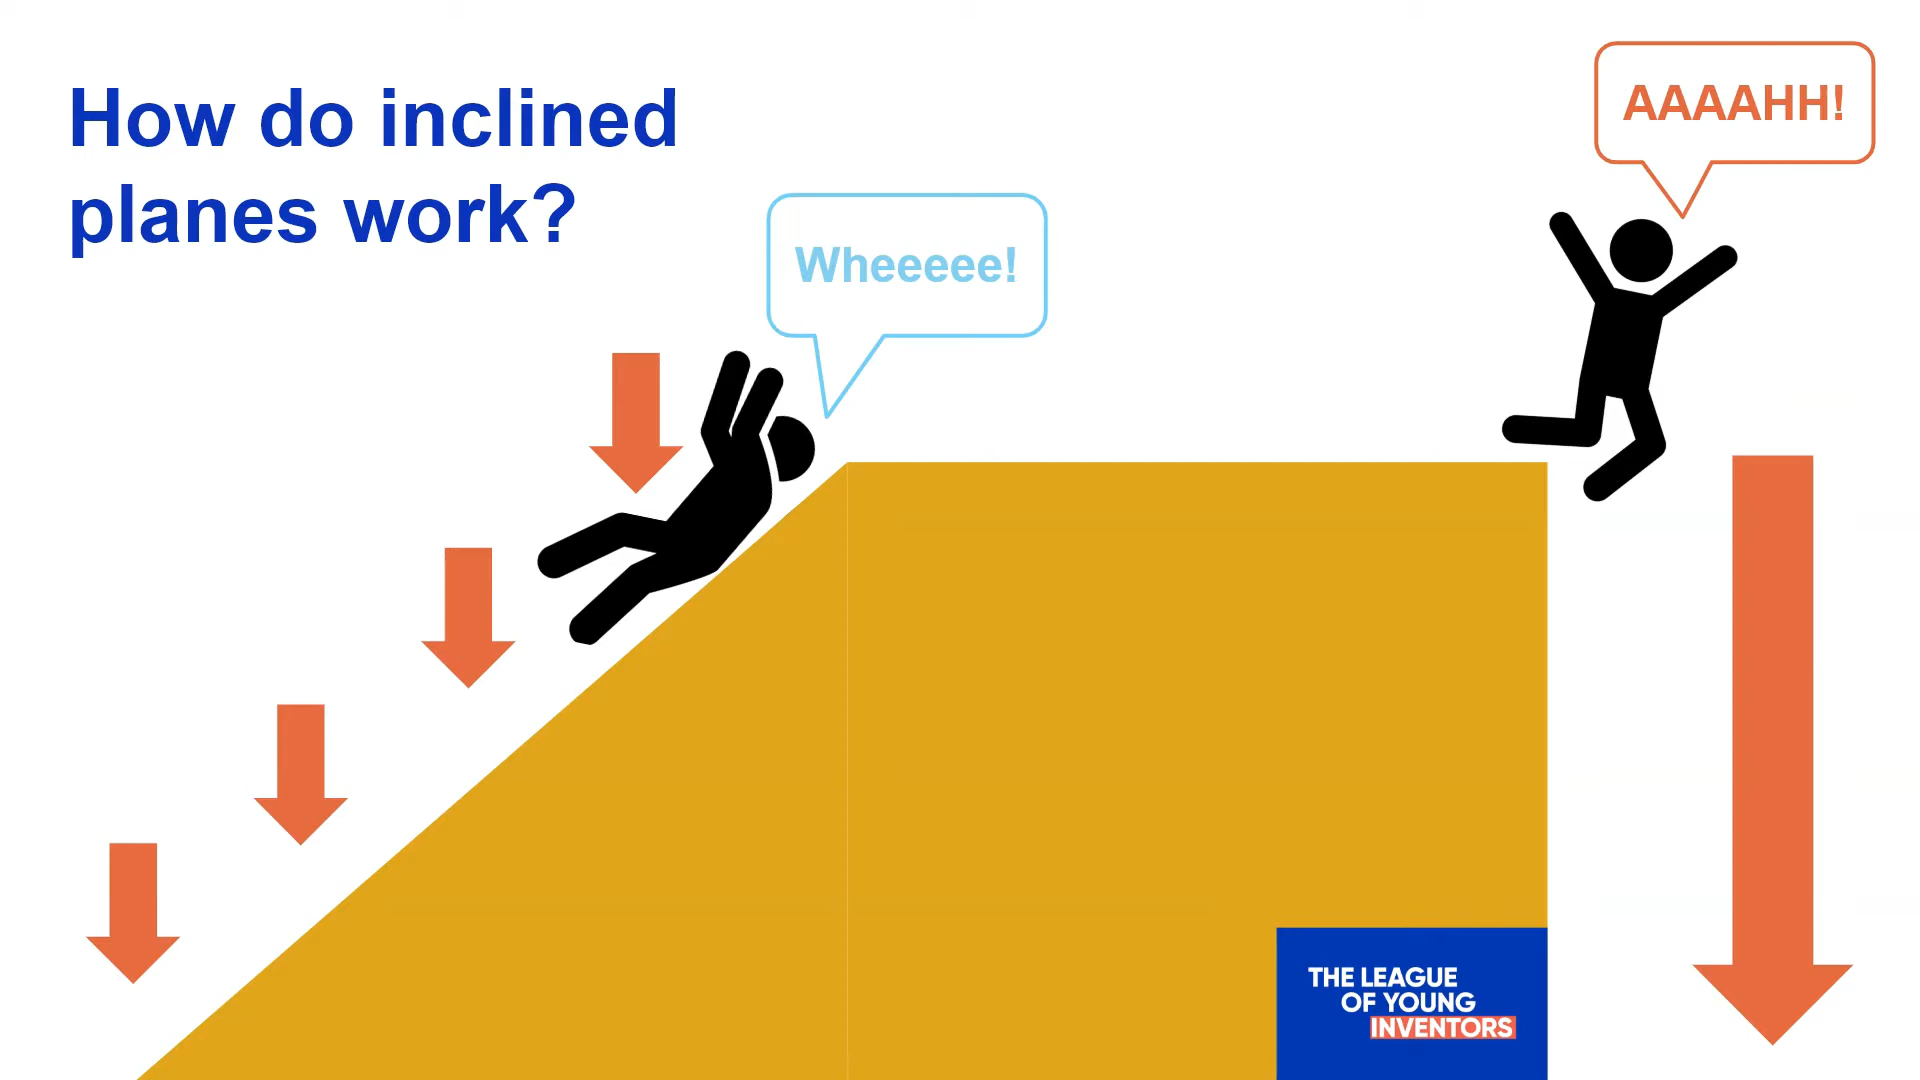 How do inclined
planes work?
Wheeeee!
AAAAHH!
THE LEAGUE
OF YOUNG
INVENTORS